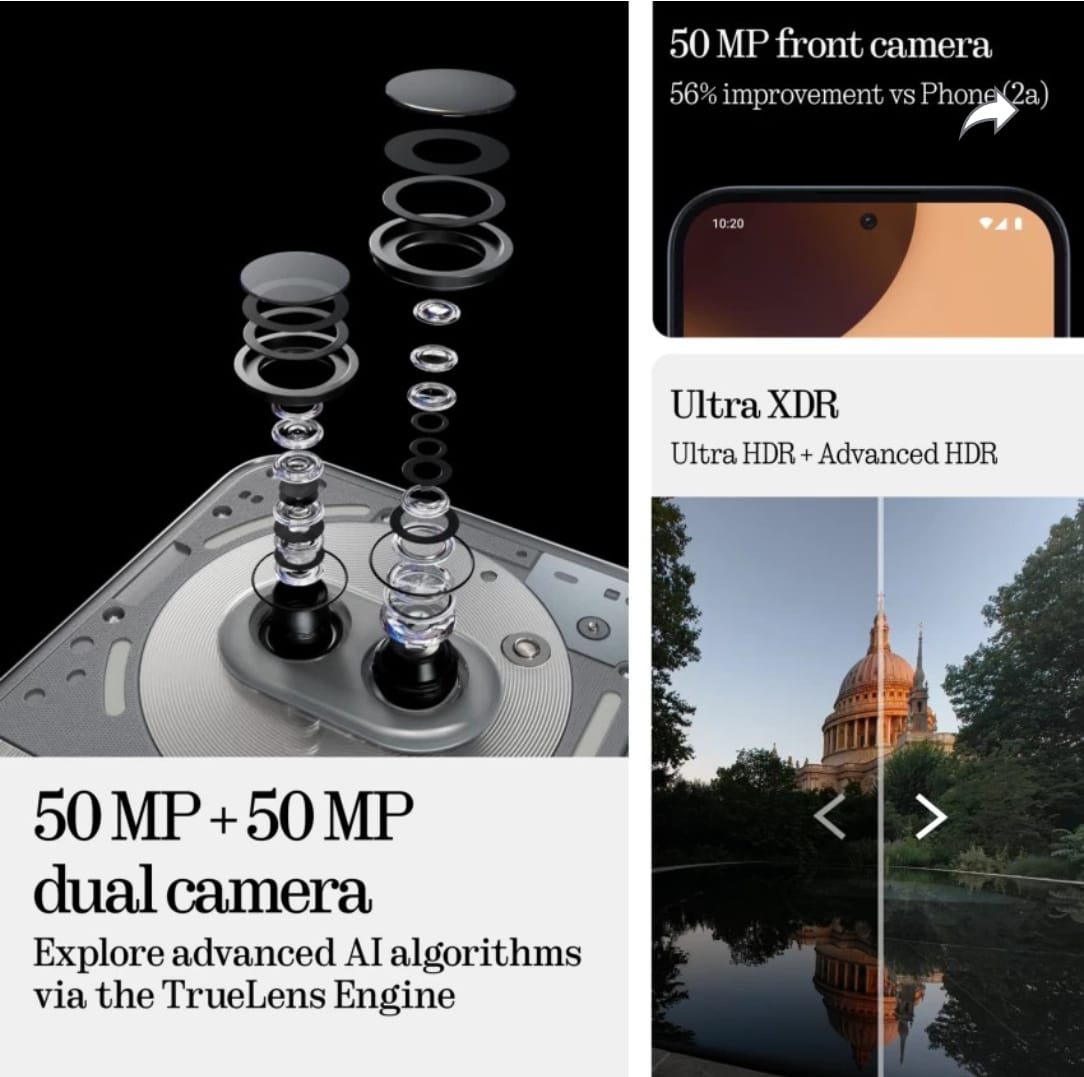 50 MP + 50 MP
dual camera
Explore advanced AI algorithms
via the TrueLens Engine
50 MP front camera
56% improvement vs Phone (2a)
10:20
Ultra XDR
Ultra HDR + Advanced HDR